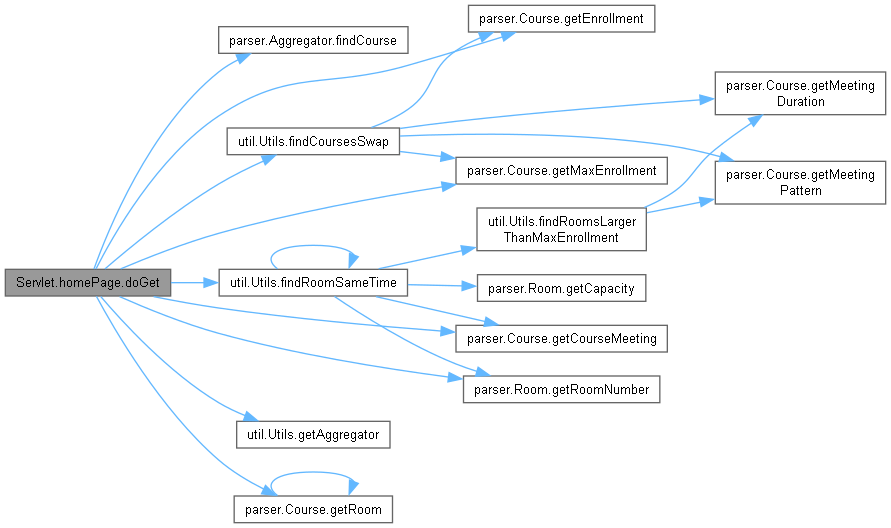 parser.Course.getEnrollment
parser.Aggregator.findCourse
parser.Course.getMeeting
Duration
util.Utils.findCoursesSwap
parser.Course.getMaxEnrollment
parser.Course.getMeeting
Pattern
util.Utils.findRoomsLarger
ThanMaxEnrollment
Servlet.homePage.doGet
util.Utils.findRoomSameTime
parser.Room.getCapacity
parser.Course.getCourseMeeting
parser.Room.getRoomNumber
util.Utils.getAggregator
parser.Course.getRoom